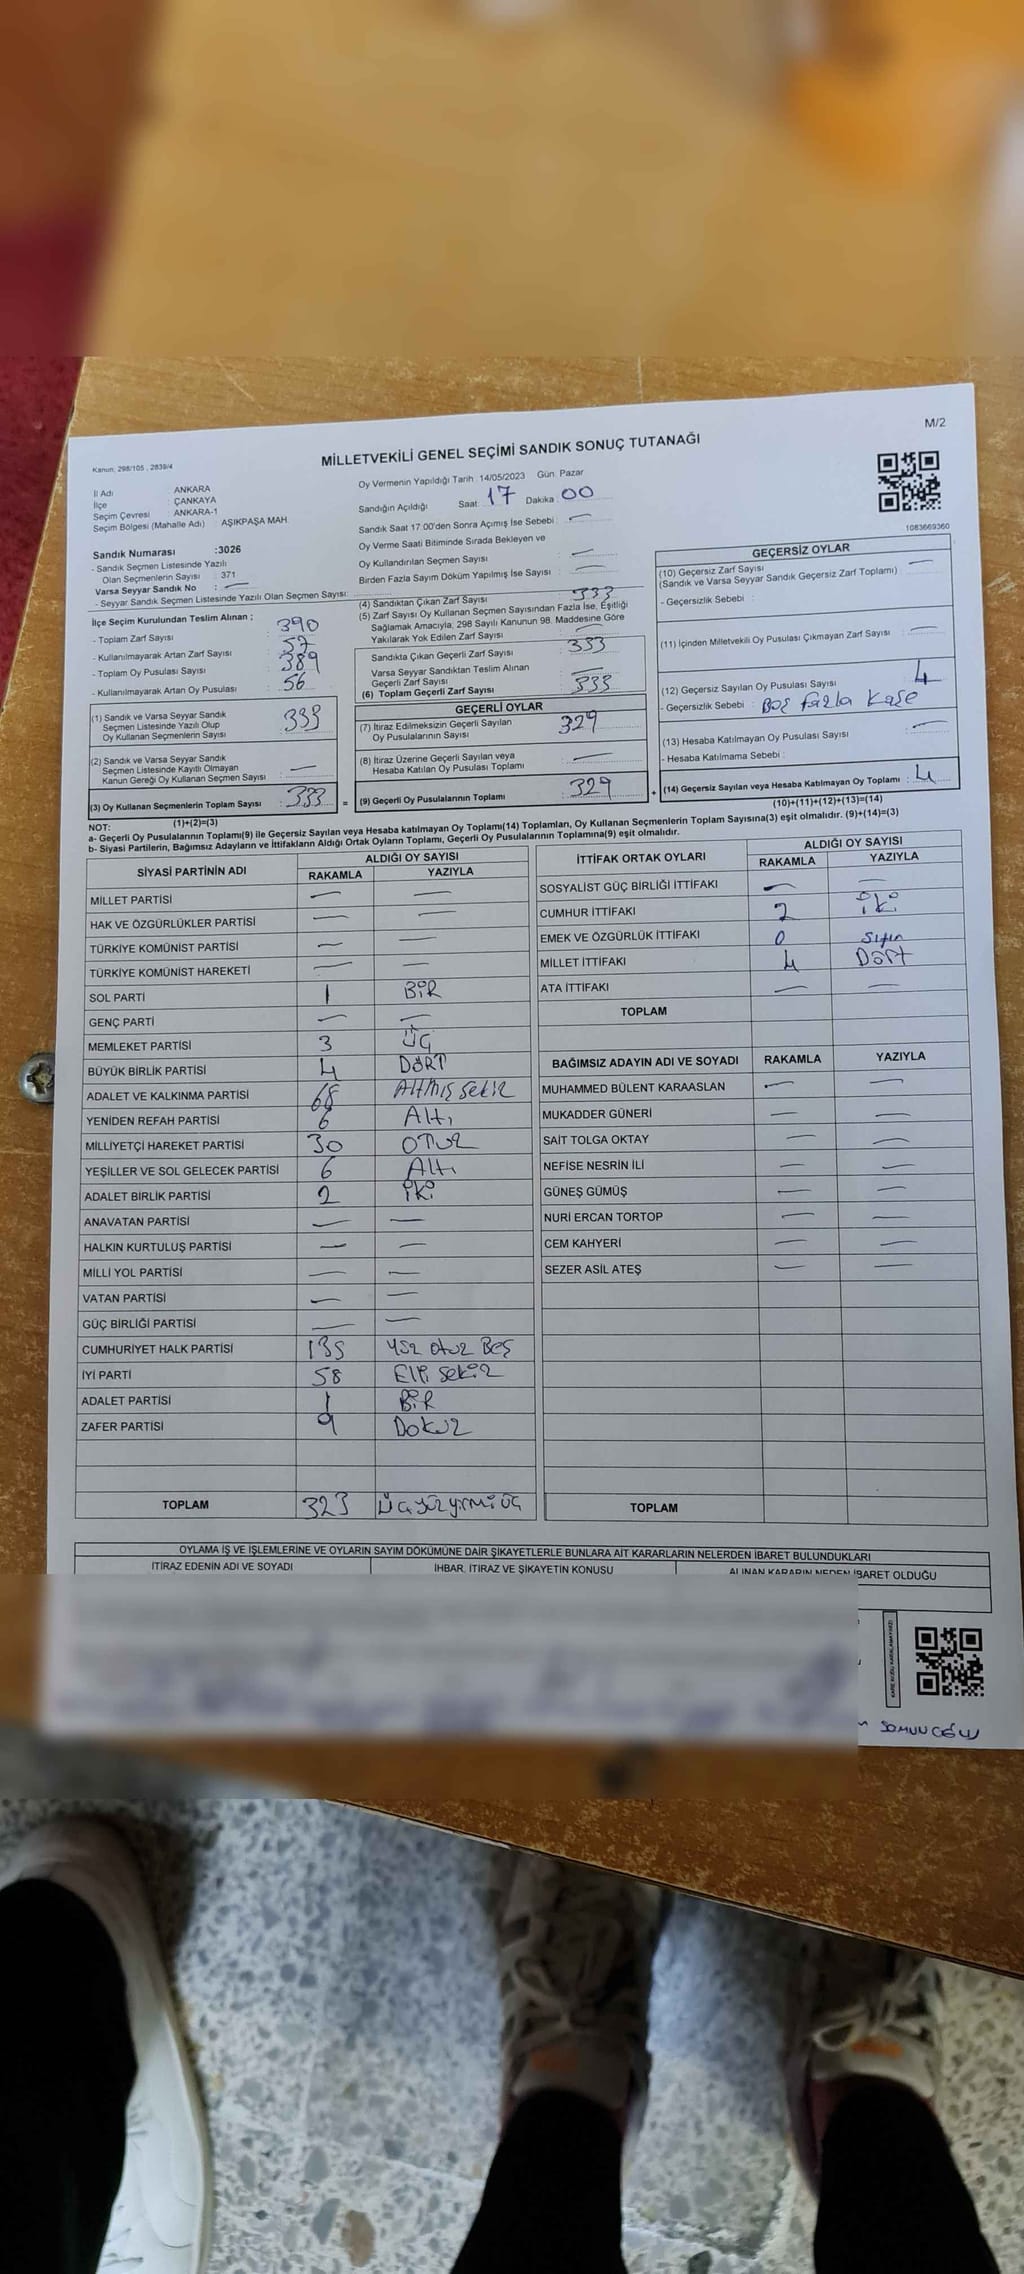 M/2
Kanun: 298/105, 2839/4
MİLLETVEKİLİ GENEL SEÇİMİ SANDIK SONUÇ TUTANAĞI
İl Adı : ANKARA
İlçe : ÇANKAYA
Seçim Çevresi : ANKARA-1
Seçim Bölgesi (Mahalle Adı) : AŞIKPAŞA MAH
Sandık Numarası :3026
- Sandık Seçmen Listesinde Yazılı
Olan Seçmenlerin Sayısı : 371
Varsa Seyyar Sandık No : —
- Seyyar Sandık Seçmen Listesinde Yazılı Olan Seçmen Sayısı:
Oy Vermenin Yapıldığı Tarih : 14/05/2023 Gün: Pazar
Sandığın Açıldığı Saat: 17 Dakika: 00
Sandık Saat 17:00'den Sonra Açımış İse Sebebi : —
Oy Verme Saati Bitiminde Sırada Bekleyen ve
Oy Kullandırılan Seçmen Sayısı : —
Birden Fazla Sayım Döküm Yapılmış İse Sayısı : —
1083669360
İlçe Seçim Kurulundan Teslim Alınan ;
- Toplam Zarf Sayısı : 390
- Kullanılmayarak Artan Zarf Sayısı : 57
- Toplam Oy Pusulası Sayısı : 389
- Kullanılmayarak Artan Oy Pusulası : 56
(1) Sandık ve Varsa Seyyar Sandık
Seçmen Listesinde Yazılı Olup
Oy Kullanan Seçmenlerin Sayısı : 333
(2) Sandık ve Varsa Seyyar Sandık
Seçmen Listesinde Kayıtlı Olmayan
Kanun Gereği Oy Kullanan Seçmen Sayısı : —
(3) Oy Kullanan Seçmenlerin Toplam Sayısı : 333
(1)+(2)=(3)
(4) Sandıktan Çıkan Zarf Sayısı : 333
(5) Zarf Sayısı Oy Kullanan Seçmen Sayısından Fazla İse, Eşitliği
Sağlamak Amacıyla, 298 Sayılı Kanunun 98. Maddesine Göre
Yakılarak Yok Edilen Zarf Sayısı : —
Sandıkta Çıkan Geçerli Zarf Sayısı : 333
Varsa Seyyar Sandıktan Teslim Alınan
Geçerli Zarf Sayısı : —
(6) Toplam Geçerli Zarf Sayısı : 333
GEÇERLİ OYLAR
(7) İtiraz Edilmeksizin Geçerli Sayılan
Oy Pusulalarının Sayısı : 329
(8) İtiraz Üzerine Geçerli Sayılan veya
Hesaba Katılan Oy Pusulası Toplamı : —
= (9) Geçerli Oy Pusulalarının Toplamı : 329
GEÇERSİZ OYLAR
(10) Geçersiz Zarf Sayısı : —
(Sandık ve Varsa Seyyar Sandık Geçersiz Zarf Toplamı)
- Geçersizlik Sebebi :
(11) İçinden Milletvekili Oy Pusulası Çıkmayan Zarf Sayısı : —
(12) Geçersiz Sayılan Oy Pusulası Sayısı : 4
- Geçersizlik Sebebi : Boş fazla Kaşe
(13) Hesaba Katılmayan Oy Pusulası Sayısı : —
- Hesaba Katılmama Sebebi :
+ (14) Geçersiz Sayılan veya Hesaba Katılmayan Oy Toplamı : 4
(10)+(11)+(12)+(13)=(14)
NOT:
a- Geçerli Oy Pusulalarının Toplamı(9) ile Geçersiz Sayılan veya Hesaba katılmayan Oy Toplamı(14) Toplamları, Oy Kullanan Seçmenlerin Toplam Sayısına(3) eşit olmalıdır. (9)+(14)=(3)
b- Siyasi Partilerin, Bağımsız Adayların ve İttifakların Aldığı Ortak Oyların Toplamı, Geçerli Oy Pusulalarının Toplamına(9) eşit olmalıdır.
SİYASİ PARTİNİN ADI ALDIĞI OY SAYISI
RAKAMLA YAZIYLA
MİLLET PARTİSİ — —
HAK VE ÖZGÜRLÜKLER PARTİSİ — —
TÜRKİYE KOMÜNİST PARTİSİ — —
TÜRKİYE KOMÜNİST HAREKETİ — —
SOL PARTİ 1 BİR
GENÇ PARTİ — —
MEMLEKET PARTİSİ 3 ÜÇ
BÜYÜK BİRLİK PARTİSİ 4 DÖRT
ADALET VE KALKINMA PARTİSİ 68 Altmış sekiz
YENİDEN REFAH PARTİSİ 6 Altı
MİLLİYETÇİ HAREKET PARTİSİ 30 OTUZ
YEŞİLLER VE SOL GELECEK PARTİSİ 6 Altı
ADALET BİRLİK PARTİSİ 2 İki
ANAVATAN PARTİSİ — —
HALKIN KURTULUŞ PARTİSİ — —
MİLLİ YOL PARTİSİ — —
VATAN PARTİSİ — —
GÜÇ BİRLİĞİ PARTİSİ — —
CUMHURİYET HALK PARTİSİ 135 Yüz otuz Beş
İYİ PARTİ 58 Elli sekiz
ADALET PARTİSİ 1 BİR
ZAFER PARTİSİ 9 Dokuz
TOPLAM 323 Üçyüzyirmiüç
İTTİFAK ORTAK OYLARI ALDIĞI OY SAYISI
RAKAMLA YAZIYLA
SOSYALİST GÜÇ BİRLİĞİ İTTİFAKI — —
CUMHUR İTTİFAKI 2 İki
EMEK VE ÖZGÜRLÜK İTTİFAKI 0 Sıfır
MİLLET İTTİFAKI 4 Dört
ATA İTTİFAKI — —
TOPLAM
BAĞIMSIZ ADAYIN ADI VE SOYADI RAKAMLA YAZIYLA
MUHAMMED BÜLENT KARAASLAN — —
MUKADDER GÜNERİ — —
SAİT TOLGA OKTAY — —
NEFİSE NESRİN İLİ — —
GÜNEŞ GÜMÜŞ — —
NURİ ERCAN TORTOP — —
CEM KAHYERİ — —
SEZER ASİL ATEŞ — —
TOPLAM
OYLAMA İŞ VE İŞLEMLERİNE VE OYLARIN SAYIM DÖKÜMÜNE DAİR ŞİKAYETLERLE BUNLARA AİT KARARLARIN NELERDEN İBARET BULUNDUKLARI
İTİRAZ EDENİN ADI VE SOYADI İHBAR, İTİRAZ VE ŞİKAYETİN KONUSU ALINAN KARARIN NEDEN İBARET OLDUĞU
KARE KODU KARALAMAYINIZ!
SOMUNCOĞLU